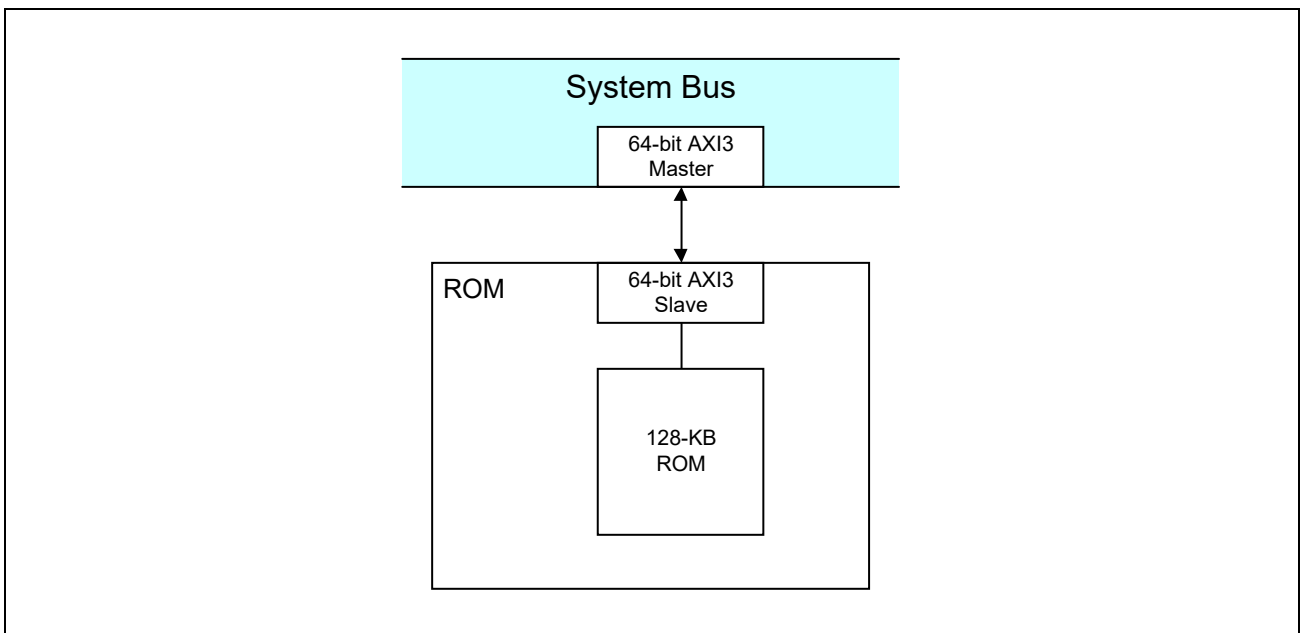 System Bus
64-bit AXI3
Master
ROM
64-bit AXI3
Slave
128-KB
ROM